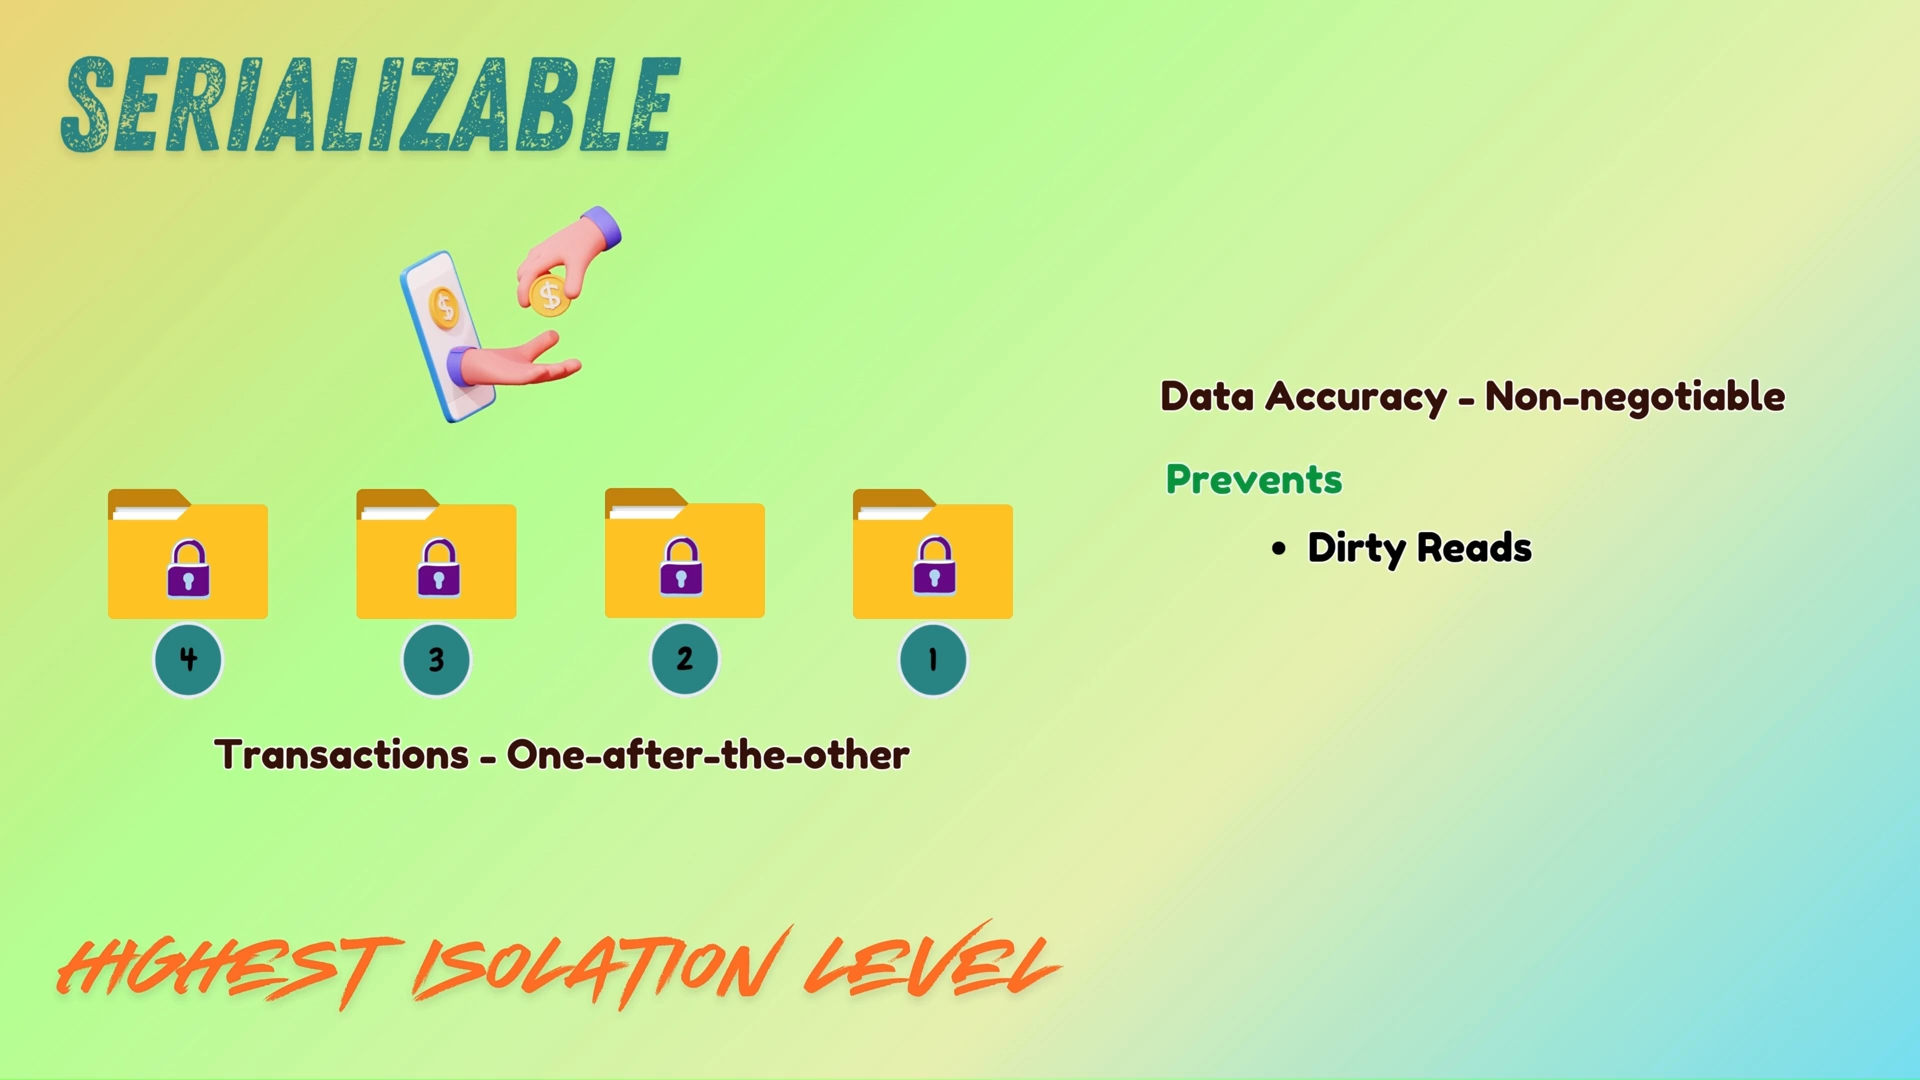 SERIALIZABLE
$
$
Data Accuracy - Non-negotiable
Prevents
• Dirty Reads
4 3 2 1
Transactions - One-after-the-other
HIGHEST ISOLATION LEVEL